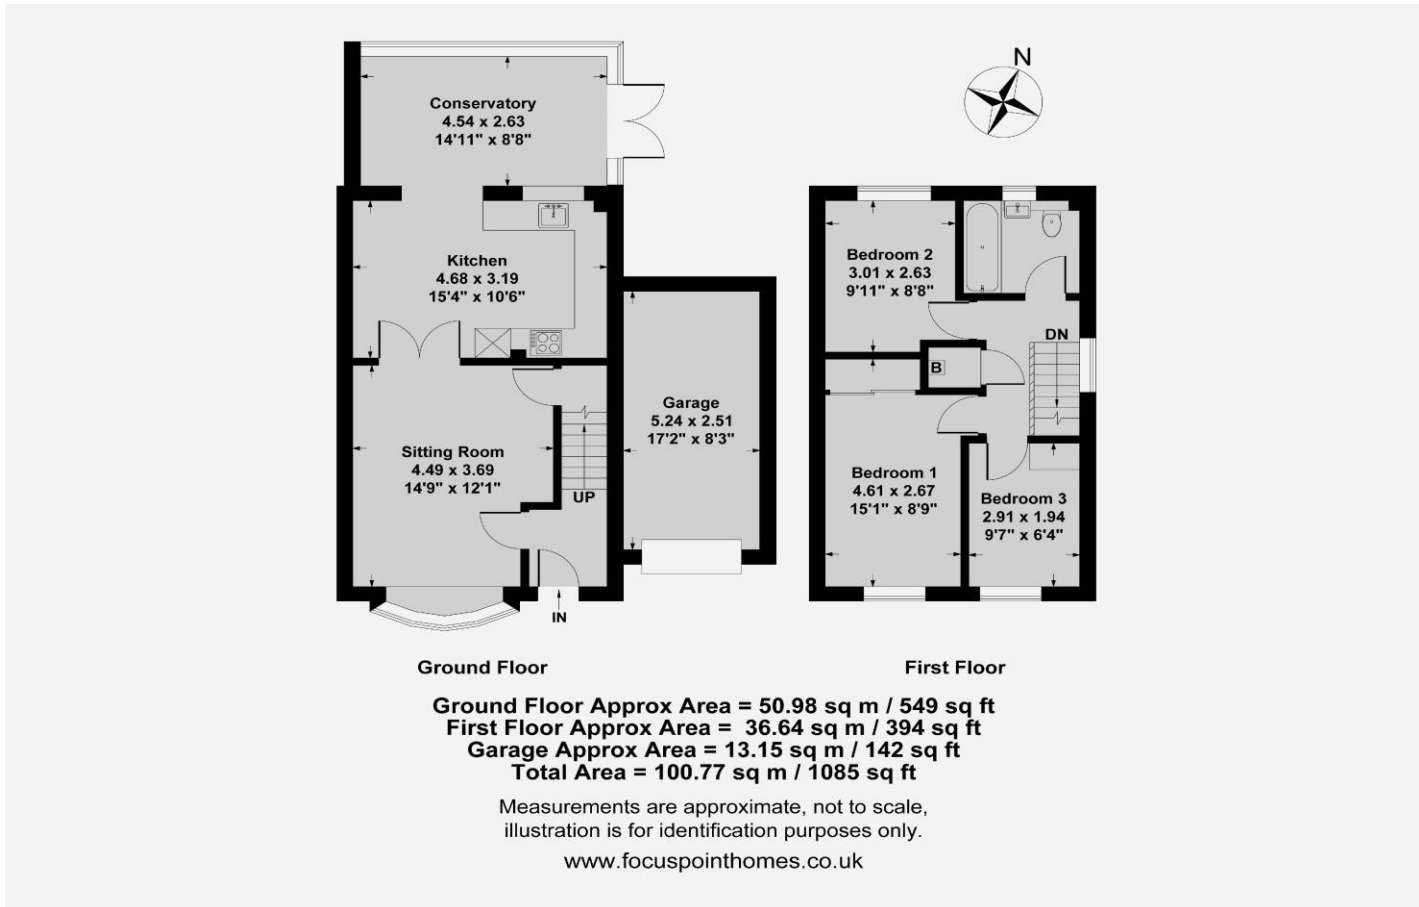 N
Conservatory
4.54 x 2.63
14'11" x 8'8"
Kitchen
4.68 x 3.19
15'4" x 10'6"
Sitting Room
4.49 x 3.69
14'9" x 12'1"
UP
IN
Garage
5.24 x 2.51
17'2" x 8'3"
Bedroom 2
3.01 x 2.63
9'11" x 8'8"
DN
B
Bedroom 1
4.61 x 2.67
15'1" x 8'9"
Bedroom 3
2.91 x 1.94
9'7" x 6'4"
Ground Floor
First Floor
Ground Floor Approx Area = 50.98 sq m / 549 sq ft
First Floor Approx Area = 36.64 sq m / 394 sq ft
Garage Approx Area = 13.15 sq m / 142 sq ft
Total Area = 100.77 sq m / 1085 sq ft
Measurements are approximate, not to scale,
illustration is for identification purposes only.
www.focuspointhomes.co.uk